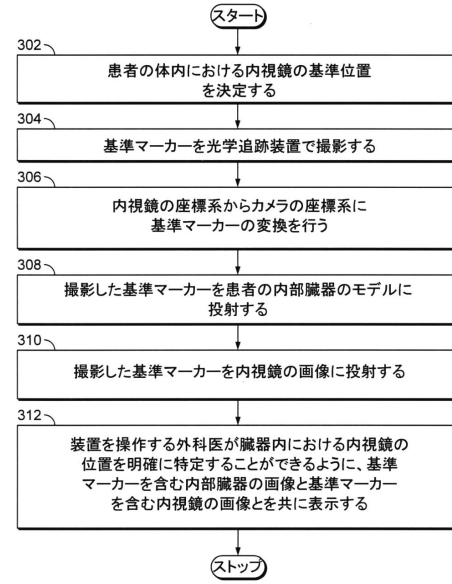 スタート
302
患者の体内における内視鏡の基準位置
を決定する
304
基準マーカーを光学追跡装置で撮影する
306
内視鏡の座標系からカメラの座標系に
基準マーカーの変換を行う
308
撮影した基準マーカーを患者の内部臓器のモデルに
投射する
310
撮影した基準マーカーを内視鏡の画像に投射する
312
装置を操作する外科医が臓器内における内視鏡の
位置を明確に特定することができるように、基準
マーカーを含む内部臓器の画像と基準マーカー
を含む内視鏡の画像とを共に表示する
ストップ